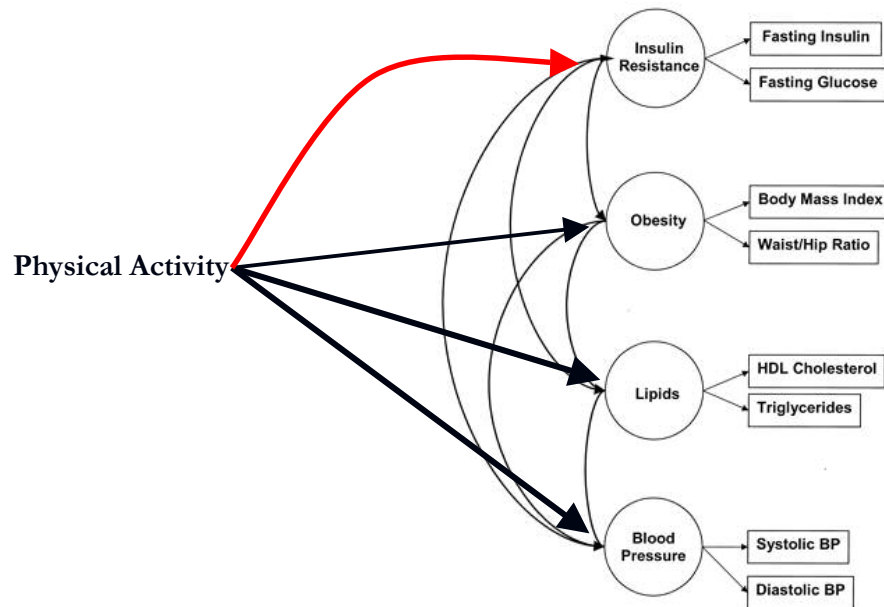 Insulin
Resistance
Fasting Insulin
Fasting Glucose
Obesity
Body Mass Index
Waist/Hip Ratio
Physical Activity
Lipids
HDL Cholesterol
Triglycerides
Blood
Pressure
Systolic BP
Diastolic BP